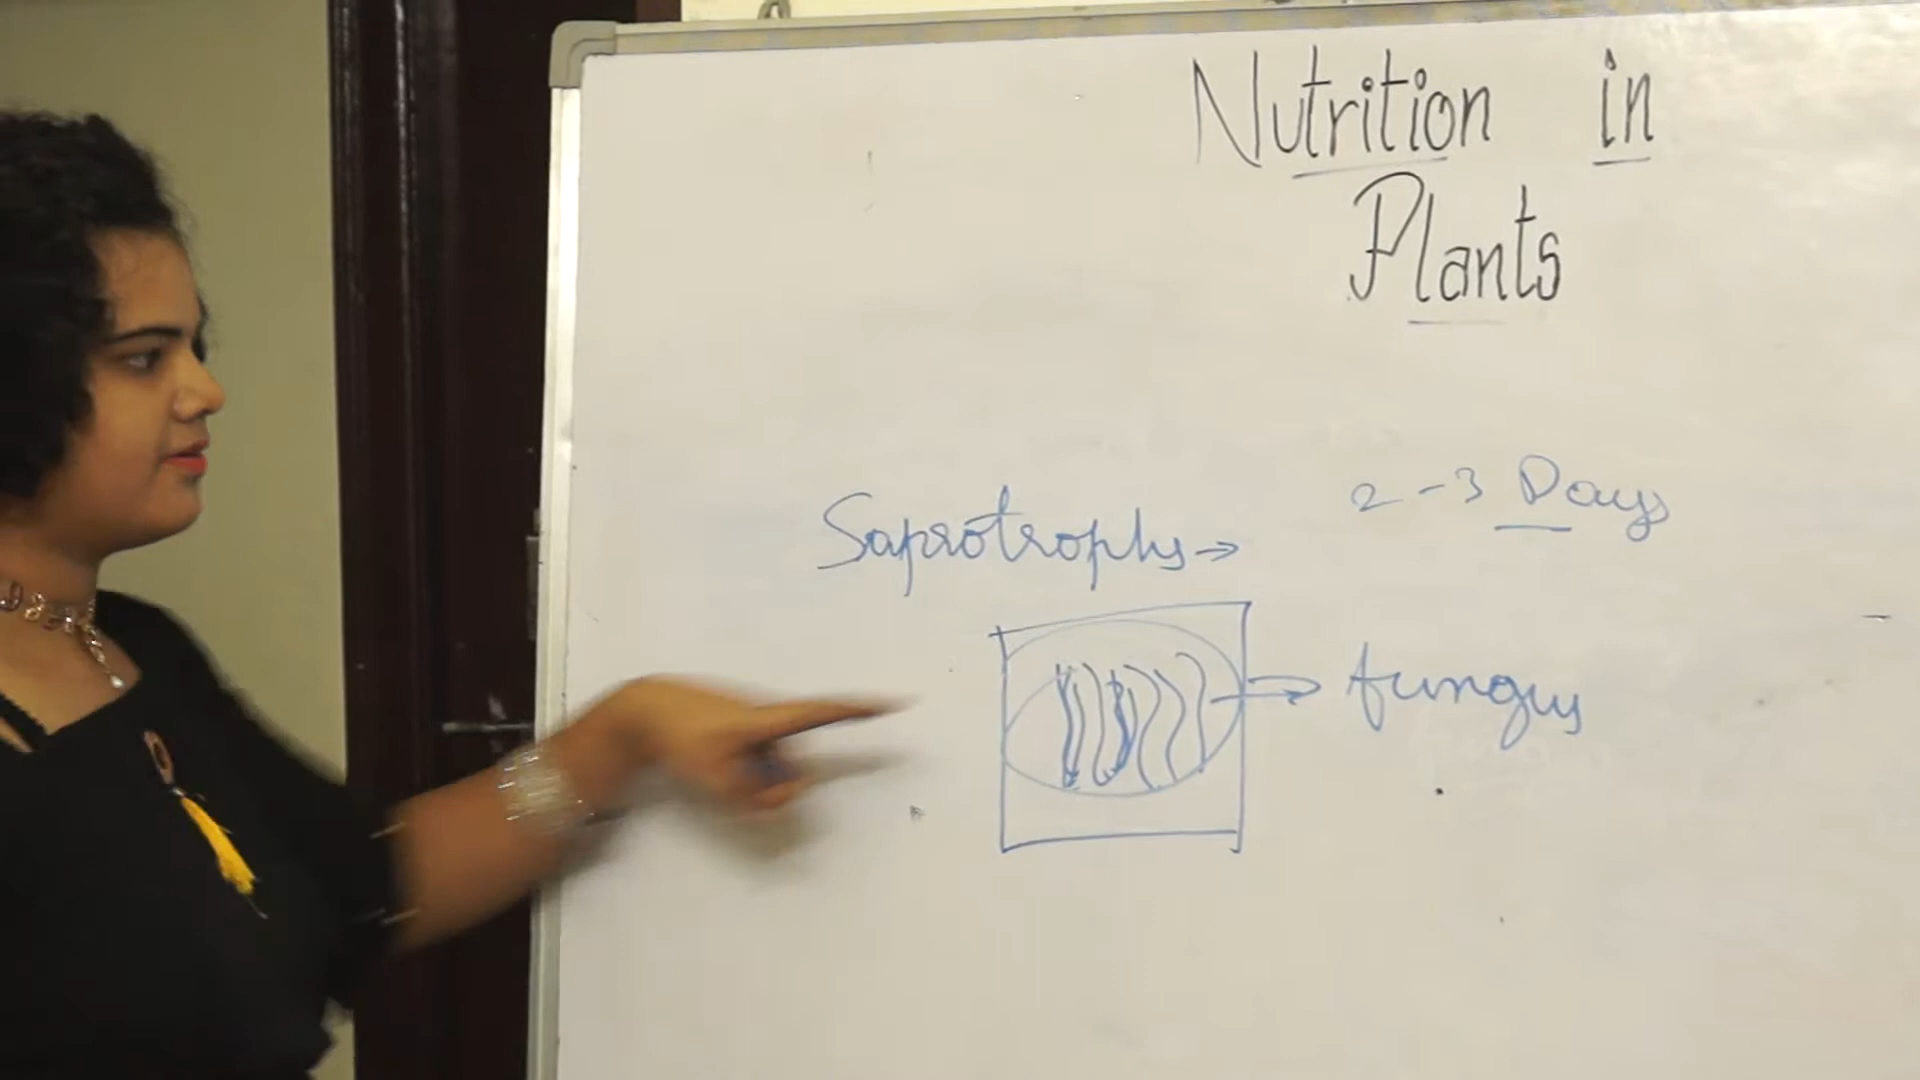 Nutrition in
Plants
2-3 Days
Saprotrophs→
→ fungus